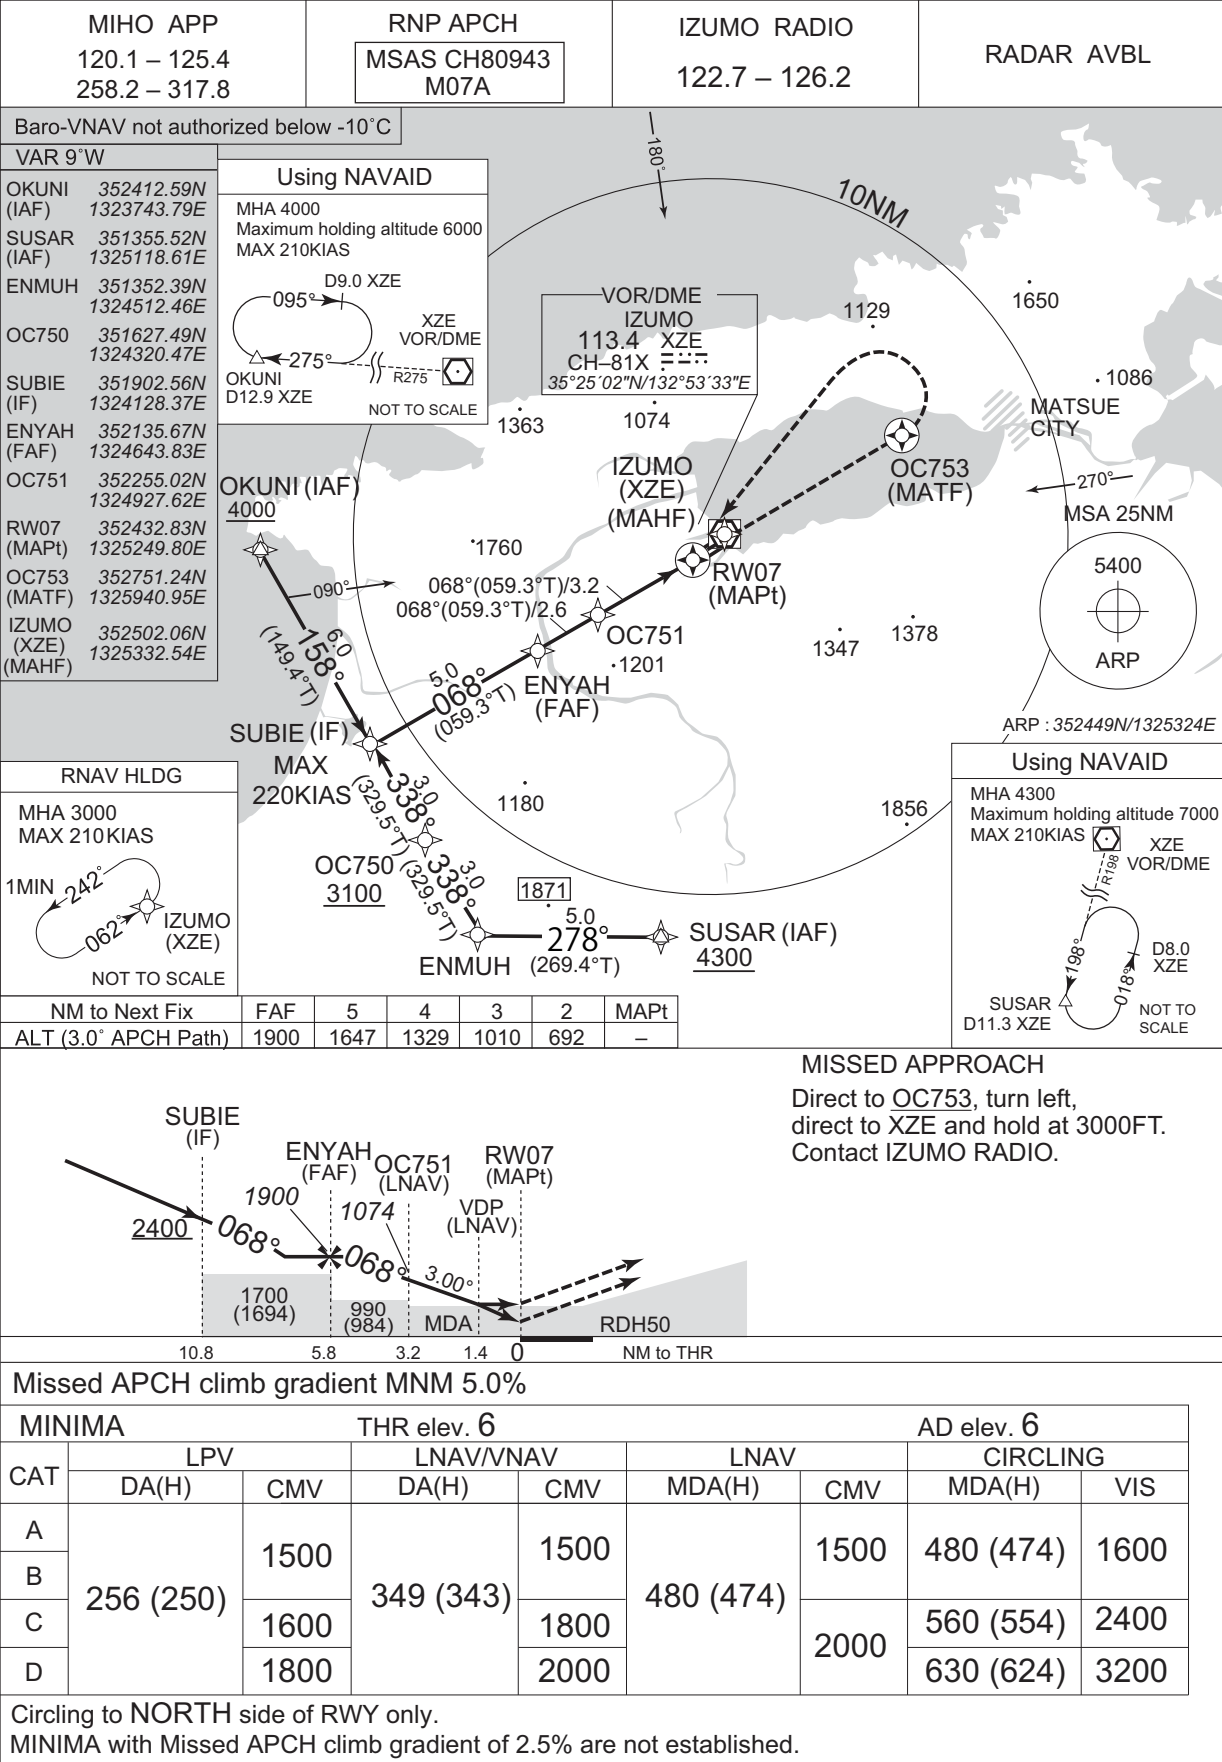 MIHO APP
120.1 – 125.4
258.2 – 317.8
RNP APCH
MSAS CH80943
M07A
IZUMO RADIO
122.7 – 126.2
RADAR AVBL
Baro-VNAV not authorized below -10˚C
VAR 9˚W
OKUNI 352412.59N
(IAF) 1323743.79E
SUSAR 351355.52N
(IAF) 1325118.61E
ENMUH 351352.39N
1324512.46E
OC750 351627.49N
1324320.47E
SUBIE 351902.56N
(IF) 1324128.37E
ENYAH 352135.67N
(FAF) 1324643.83E
OC751 352255.02N
1324927.62E
RW07 352432.83N
(MAPt) 1325249.80E
OC753 352751.24N
(MATF) 1325940.95E
IZUMO 352502.06N
(XZE) 1325332.54E
(MAHF)
Using NAVAID
MHA 4000
Maximum holding altitude 6000
MAX 210KIAS
D9.0 XZE
095°
XZE
VOR/DME
275°
R275
OKUNI
D12.9 XZE
NOT TO SCALE
180°
10NM
VOR/DME
IZUMO
113.4 XZE
CH–81X
35°25´02"N/132°53´33"E
1129
1650
1086
1363
1074
MATSUE
CITY
270°
IZUMO
(XZE)
(MAHF)
OC753
(MATF)
MSA 25NM
5400
ARP
ARP : 352449N/1325324E
OKUNI (IAF)
4000
1760
090°
068°(059.3°T)/3.2
068°(059.3°T)/2.6
RW07
(MAPt)
OC751
1347
1378
1201
6.0
158°
(149.4°T)
5.0
068°
(059.3°T)
ENYAH
(FAF)
SUBIE (IF)
MAX
220KIAS
3.0
338°
(329.5°T)
1180
1856
OC750
3100
3.0
338°
(329.5°T)
1871
5.0
278°
(269.4°T)
ENMUH
SUSAR (IAF)
4300
RNAV HLDG
MHA 3000
MAX 210KIAS
1MIN
242°
062°
IZUMO
(XZE)
NOT TO SCALE
Using NAVAID
MHA 4300
Maximum holding altitude 7000
MAX 210KIAS
XZE
VOR/DME
R198
198°
018°
D8.0
XZE
SUSAR
D11.3 XZE
NOT TO
SCALE
NM to Next Fix FAF 5 4 3 2 MAPt
ALT (3.0˚ APCH Path) 1900 1647 1329 1010 692 –
MISSED APPROACH
Direct to OC753, turn left,
direct to XZE and hold at 3000FT.
Contact IZUMO RADIO.
SUBIE
(IF)
ENYAH
(FAF)
OC751
(LNAV)
RW07
(MAPt)
VDP
(LNAV)
1900
1074
2400
068°
068°
3.00°
1700
(1694)
990
(984)
MDA
RDH50
10.8 5.8 3.2 1.4 0 NM to THR
Missed APCH climb gradient MNM 5.0%
MINIMA THR elev. 6 AD elev. 6
CAT LPV LNAV/VNAV LNAV CIRCLING
DA(H) CMV DA(H) CMV MDA(H) CMV MDA(H) VIS
A
B
C
D
256 (250)
1500
1600
1800
349 (343)
1500
1800
2000
480 (474)
1500
2000
480 (474) 1600
560 (554) 2400
630 (624) 3200
Circling to NORTH side of RWY only.
MINIMA with Missed APCH climb gradient of 2.5% are not established.